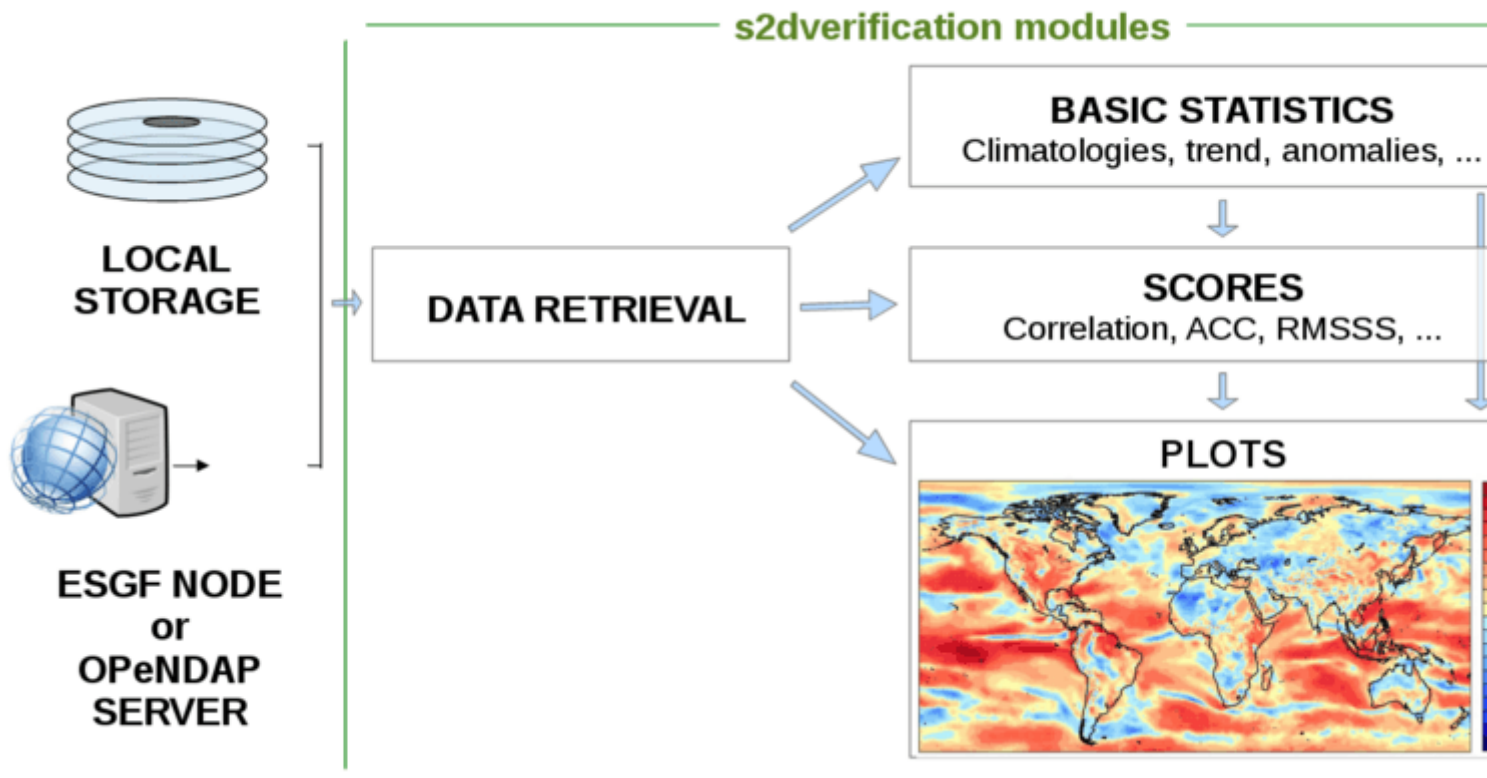 s2dverification modules
LOCAL
STORAGE
ESGF NODE
or
OPeNDAP
SERVER
DATA RETRIEVAL
BASIC STATISTICS
Climatologies, trend, anomalies, ...
SCORES
Correlation, ACC, RMSSS, ...
PLOTS